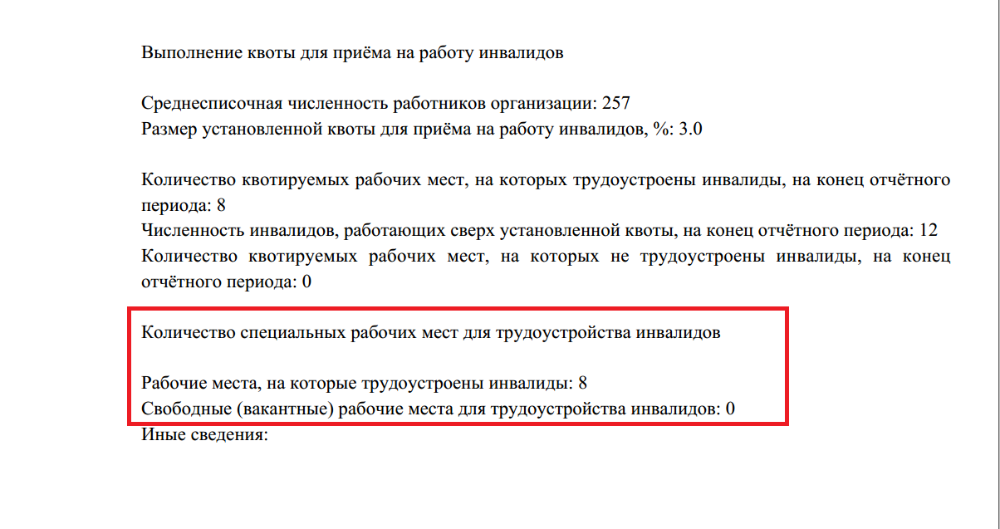 Выполнение квоты для приёма на работу инвалидов
Среднесписочная численность работников организации: 257
Размер установленной квоты для приёма на работу инвалидов, %: 3.0
Количество квотируемых рабочих мест, на которых трудоустроены инвалиды, на конец отчётного
периода: 8
Численность инвалидов, работающих сверх установленной квоты, на конец отчётного периода: 12
Количество квотируемых рабочих мест, на которых не трудоустроены инвалиды, на конец
отчётного периода: 0
Количество специальных рабочих мест для трудоустройства инвалидов
Рабочие места, на которые трудоустроены инвалиды: 8
Свободные (вакантные) рабочие места для трудоустройства инвалидов: 0
Иные сведения: